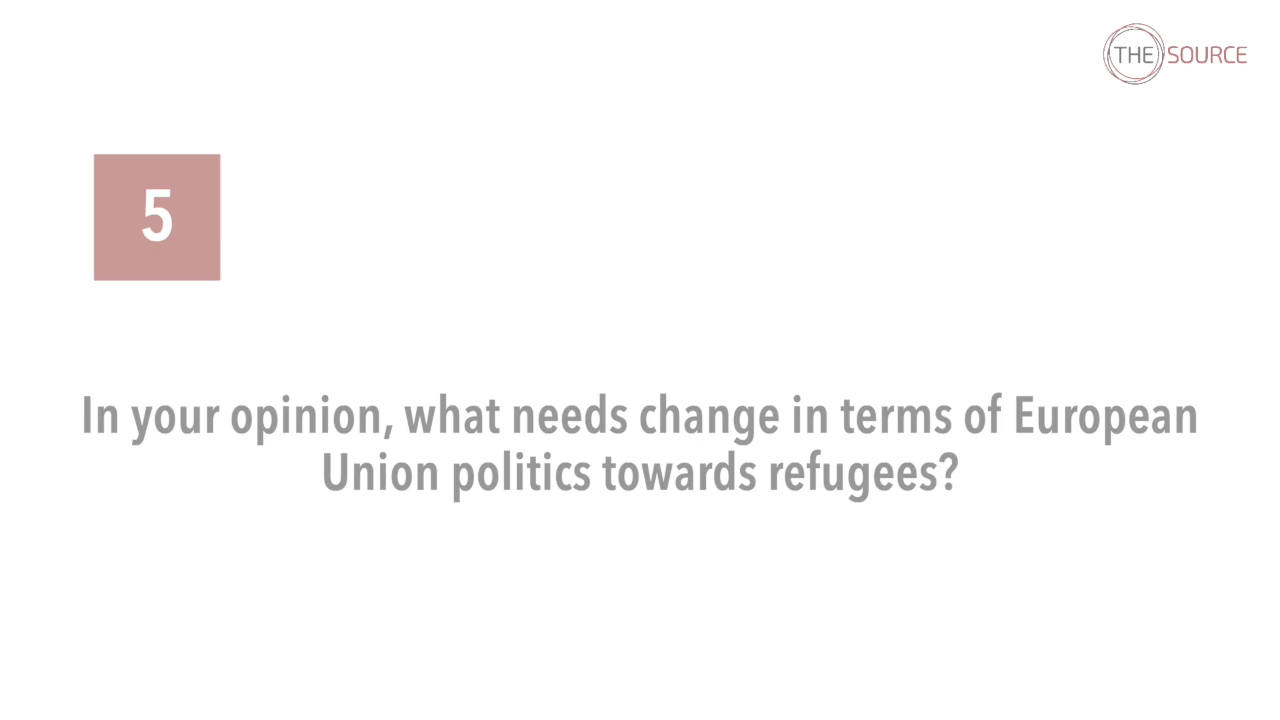 THE SOURCE
5
In your opinion, what needs change in terms of European
Union politics towards refugees?